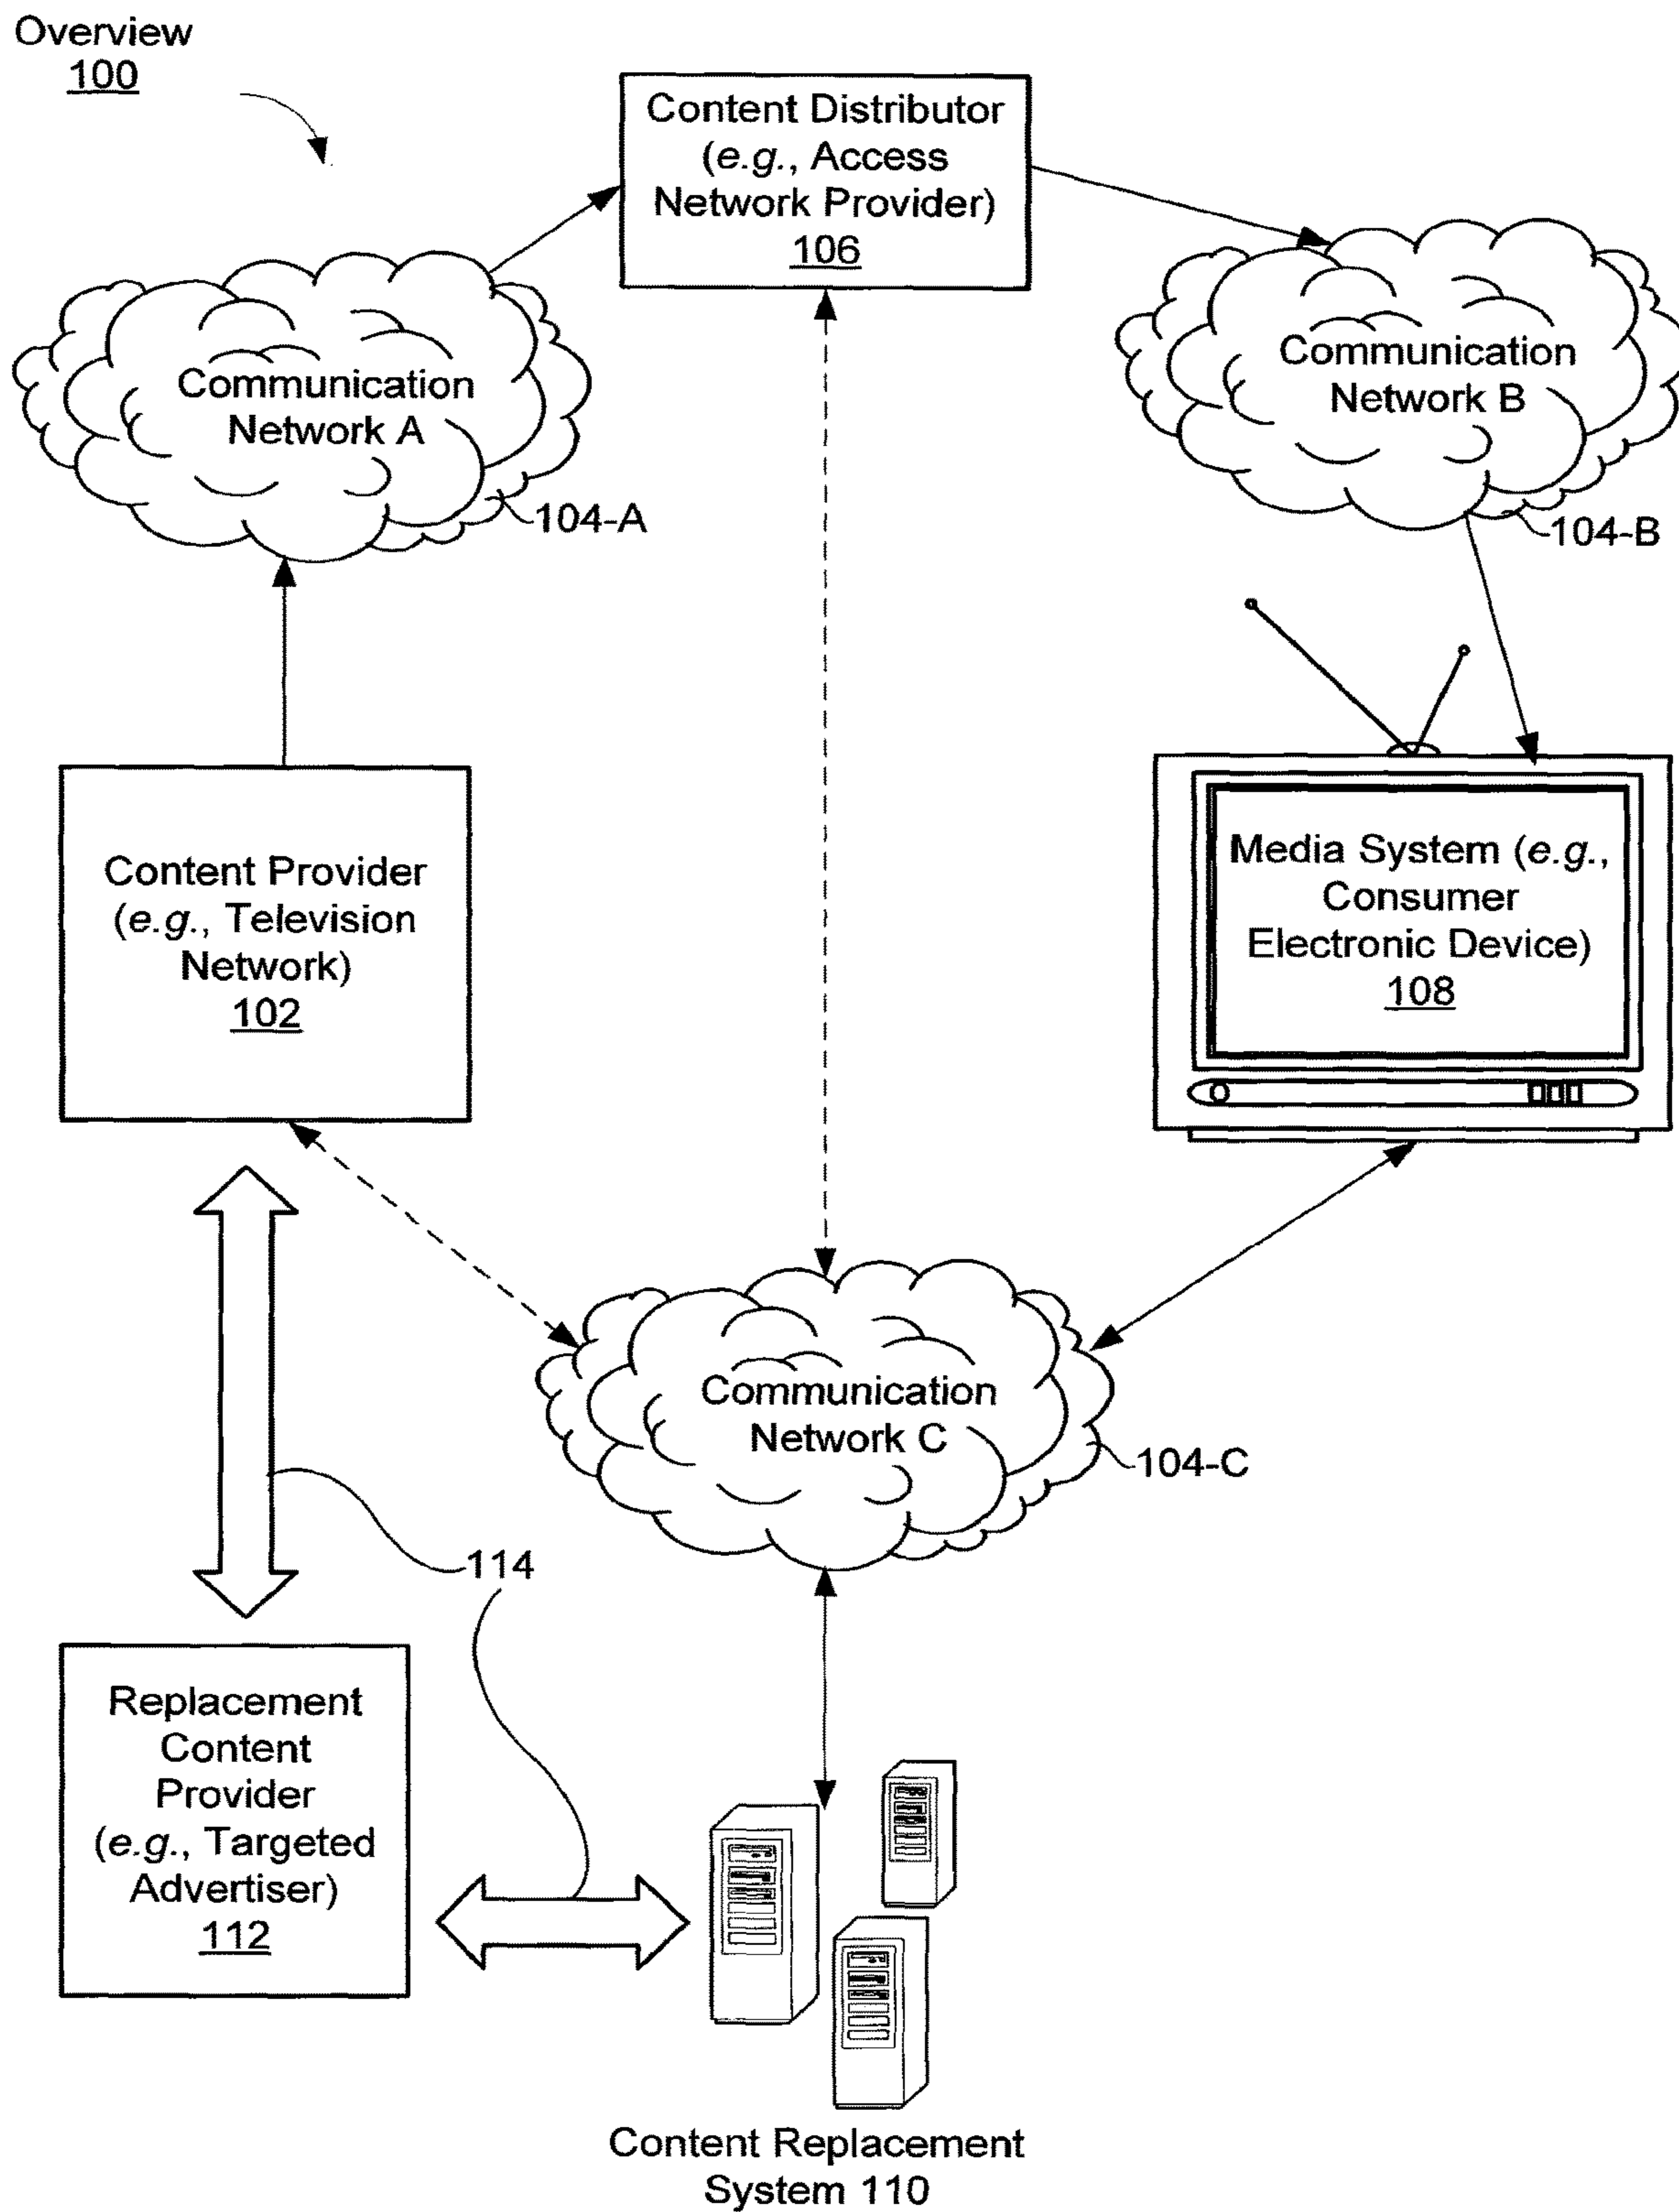 Overview
100
Content Distributor
(e.g., Access
Network Provider)
106
Communication
Network A
104-A
Communication
Network B
104-B
Content Provider
(e.g., Television
Network)
102
Media System (e.g.,
Consumer
Electronic Device)
108
Communication
Network C
104-C
114
Replacement
Content
Provider
(e.g., Targeted
Advertiser)
112
Content Replacement
System 110